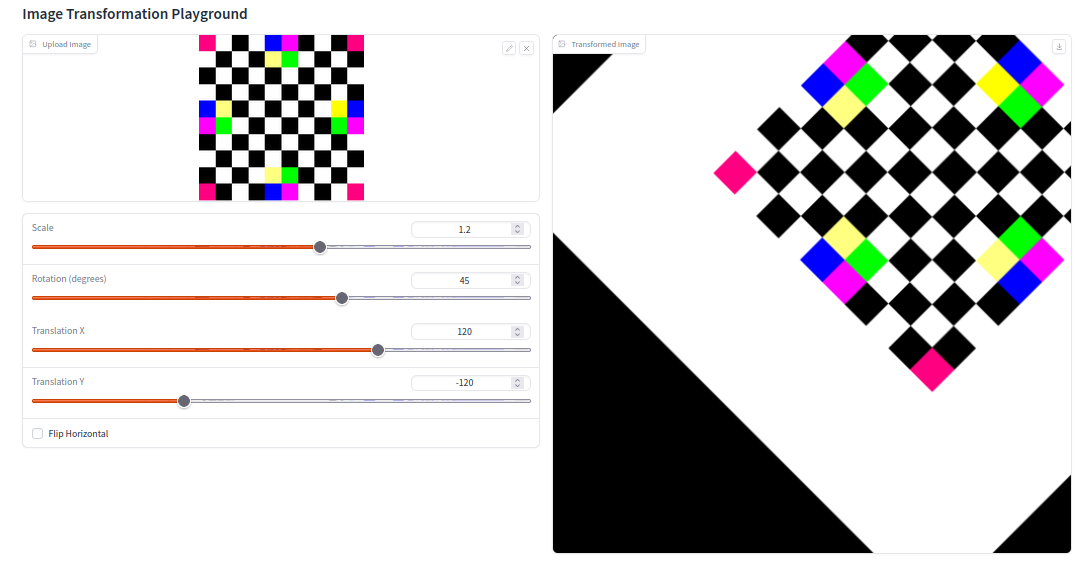 Image Transformation Playground
Upload Image
Transformed Image
Scale
1.2
Rotation (degrees)
45
Translation X
120
Translation Y
-120
Flip Horizontal